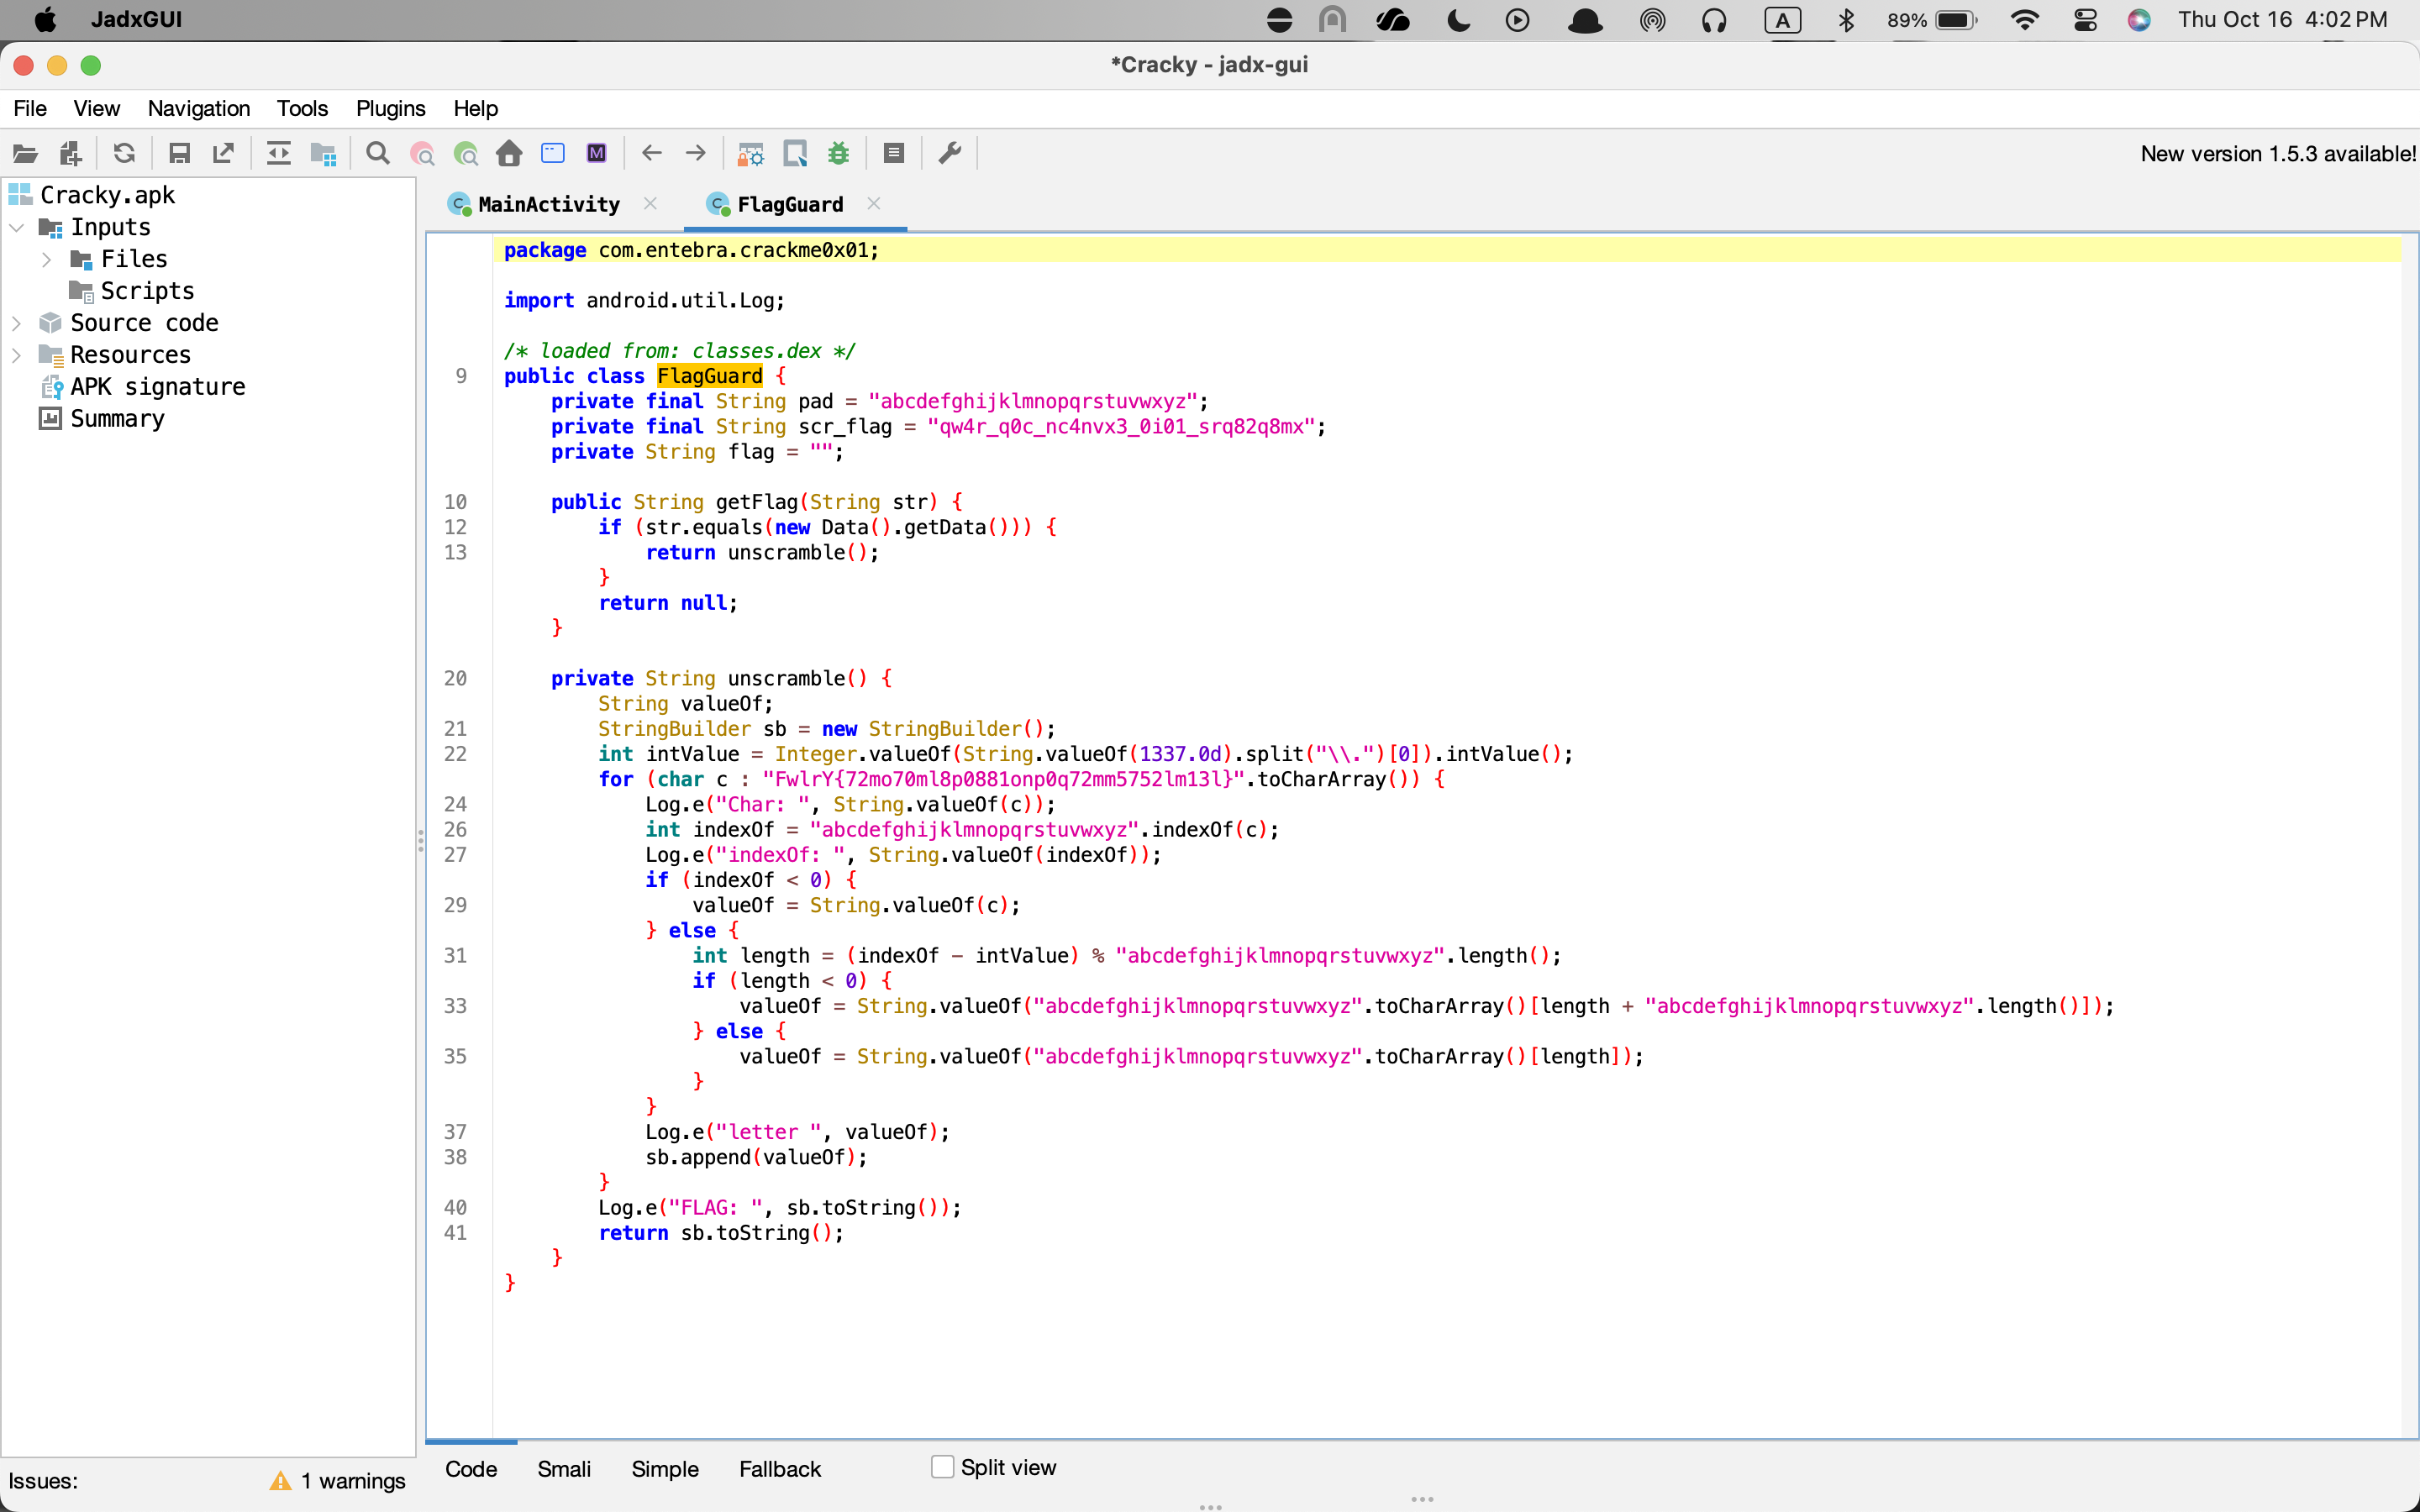 JadxGUI
A
89%
Thu Oct 16 4:02 PM
*Cracky - jadx-gui
File View Navigation Tools Plugins Help
M
New version 1.5.3 available!
Cracky.apk
Inputs
Files
Scripts
Source code
Resources
APK signature
Summary
Issues:
1 warnings
C MainActivity
C FlagGuard
package com.entebra.crackme0x01;
import android.util.Log;
/* loaded from: classes.dex */
9 public class FlagGuard {
private final String pad = "abcdefghijklmnopqrstuvwxyz";
private final String scr_flag = "qw4r_q0c_nc4nvx3_0i01_srq82q8mx";
private String flag = "";
10 public String getFlag(String str) {
12 if (str.equals(new Data().getData())) {
13 return unscramble();
}
return null;
}
20 private String unscramble() {
String valueOf;
21 StringBuilder sb = new StringBuilder();
22 int intValue = Integer.valueOf(String.valueOf(1337.0d).split("\\.")[0]).intValue();
for (char c : "FwlrY{72mo70ml8p0881onp0q72mm5752lm13l}".toCharArray()) {
24 Log.e("Char: ", String.valueOf(c));
26 int indexOf = "abcdefghijklmnopqrstuvwxyz".indexOf(c);
27 Log.e("indexOf: ", String.valueOf(indexOf));
if (indexOf < 0) {
29 valueOf = String.valueOf(c);
} else {
31 int length = (indexOf - intValue) % "abcdefghijklmnopqrstuvwxyz".length();
if (length < 0) {
33 valueOf = String.valueOf("abcdefghijklmnopqrstuvwxyz".toCharArray()[length + "abcdefghijklmnopqrstuvwxyz".length()]);
} else {
35 valueOf = String.valueOf("abcdefghijklmnopqrstuvwxyz".toCharArray()[length]);
}
}
37 Log.e("letter ", valueOf);
38 sb.append(valueOf);
}
40 Log.e("FLAG: ", sb.toString());
41 return sb.toString();
}
}
Code Smali Simple Fallback Split view